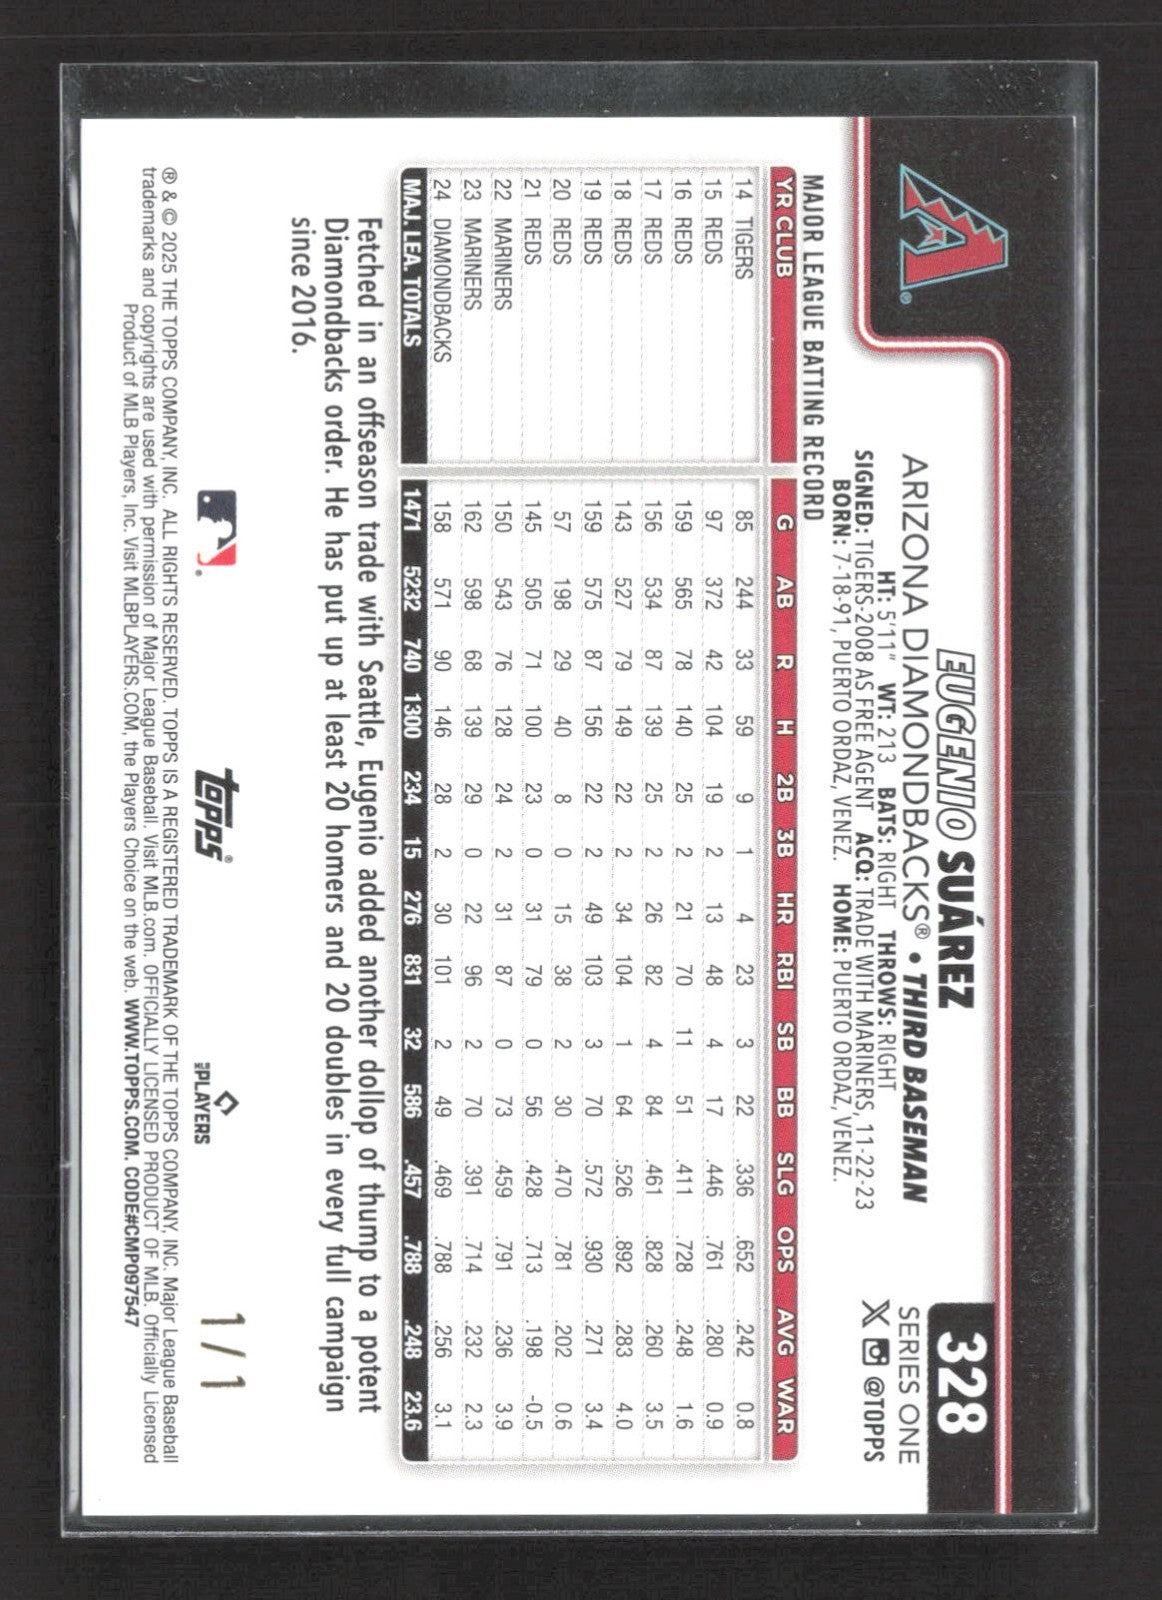 328
SERIES ONE
X @TOPPS
EUGENIO SUÁREZ
ARIZONA DIAMONDBACKS® • THIRD BASEMAN
HT: 5'11" WT: 213 BATS: RIGHT THROWS: RIGHT
SIGNED: TIGERS-2008 AS FREE AGENT ACQ: TRADE WITH MARINERS, 11-22-23
BORN: 7-18-91, PUERTO ORDAZ, VENEZ. HOME: PUERTO ORDAZ, VENEZ.
A®
MAJOR LEAGUE BATTING RECORD
YR CLUB G AB R H 2B 3B HR RBI SB BB SLG OPS AVG WAR
14 TIGERS 85 244 33 59 9 1 4 23 3 22 .336 .652 .242 0.8
15 REDS 97 372 42 104 19 2 13 48 4 17 .446 .761 .280 0.9
16 REDS 159 565 78 140 25 2 21 70 11 51 .411 .728 .248 1.6
17 REDS 156 534 87 139 25 2 26 82 4 84 .461 .828 .260 3.5
18 REDS 143 527 79 149 22 2 34 104 1 64 .526 .892 .283 4.0
19 REDS 159 575 87 156 22 2 49 103 3 70 .572 .930 .271 3.4
20 REDS 57 198 29 40 8 0 15 38 2 30 .470 .781 .202 0.6
21 REDS 145 505 71 100 23 0 31 79 0 56 .428 .713 .198 -0.5
22 MARINERS 150 543 76 128 24 2 31 87 0 73 .459 .791 .236 3.9
23 MARINERS 162 598 68 139 29 0 22 96 2 70 .391 .714 .232 2.3
24 DIAMONDBACKS 158 571 90 146 28 2 30 101 2 49 .469 .788 .256 3.1
MAJ. LEA. TOTALS 1471 5232 740 1300 234 15 276 831 32 586 .457 .788 .248 23.6
Fetched in an offseason trade with Seattle, Eugenio added another dollop of thump to a potent
Diamondbacks order. He has put up at least 20 homers and 20 doubles in every full campaign
since 2016.
®
topps®
MLB PLAYERS
1/1
® & © 2025 THE TOPPS COMPANY, INC. ALL RIGHTS RESERVED. TOPPS IS A REGISTERED TRADEMARK OF THE TOPPS COMPANY, INC. Major League Baseball
trademarks and copyrights are used with permission of Major League Baseball. Visit MLB.com. OFFICIALLY LICENSED PRODUCT OF MLB. Officially Licensed
Product of MLB Players, Inc. Visit MLBPLAYERS.COM, the Players Choice on the web. WWW.TOPPS.COM. CODE#CMP097547